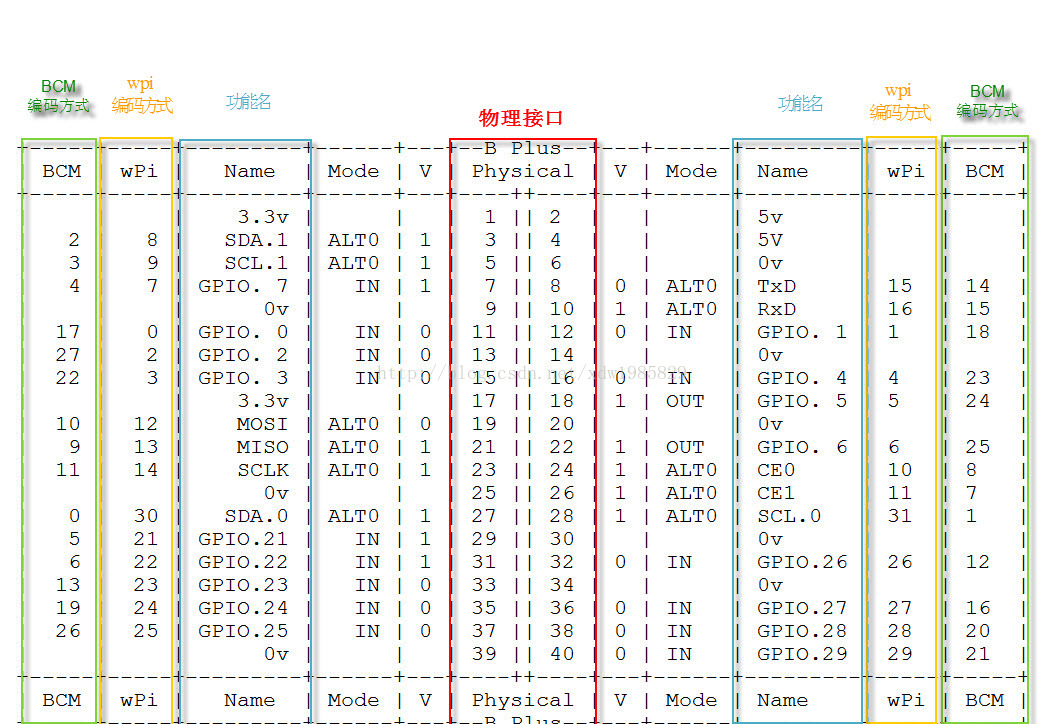 BCM wpi 功能名 功能名 wpi BCM
编码方式 编码方式 物理接口 编码方式 编码方式
+-----+-----+---------+------+---+--B Plus--+---+------+---------+-----+-----+
| BCM | wPi | Name | Mode | V | Physical | V | Mode | Name | wPi | BCM |
+-----+-----+---------+------+---+----++----+---+------+---------+-----+-----+
| | | 3.3v | | | 1 || 2 | | | 5v | | |
| 2 | 8 | SDA.1 | ALT0 | 1 | 3 || 4 | | | 5V | | |
| 3 | 9 | SCL.1 | ALT0 | 1 | 5 || 6 | | | 0v | | |
| 4 | 7 | GPIO. 7 | IN | 1 | 7 || 8 | 0 | ALT0 | TxD | 15 | 14 |
| | | 0v | | | 9 || 10 | 1 | ALT0 | RxD | 16 | 15 |
| 17 | 0 | GPIO. 0 | IN | 0 | 11 || 12 | 0 | IN | GPIO. 1 | 1 | 18 |
| 27 | 2 | GPIO. 2 | IN | 0 | 13 || 14 | | | 0v | | |
| 22 | 3 | GPIO. 3 | IN | 0 | 15 || 16 | 0 | IN | GPIO. 4 | 4 | 23 |
http://blog.csdn.net/xdw1985829
| | | 3.3v | | | 17 || 18 | 1 | OUT | GPIO. 5 | 5 | 24 |
| 10 | 12 | MOSI | ALT0 | 0 | 19 || 20 | | | 0v | | |
| 9 | 13 | MISO | ALT0 | 1 | 21 || 22 | 1 | OUT | GPIO. 6 | 6 | 25 |
| 11 | 14 | SCLK | ALT0 | 1 | 23 || 24 | 1 | ALT0 | CE0 | 10 | 8 |
| | | 0v | | | 25 || 26 | 1 | ALT0 | CE1 | 11 | 7 |
| 0 | 30 | SDA.0 | ALT0 | 1 | 27 || 28 | 1 | ALT0 | SCL.0 | 31 | 1 |
| 5 | 21 | GPIO.21 | IN | 1 | 29 || 30 | | | 0v | | |
| 6 | 22 | GPIO.22 | IN | 1 | 31 || 32 | 0 | IN | GPIO.26 | 26 | 12 |
| 13 | 23 | GPIO.23 | IN | 0 | 33 || 34 | | | 0v | | |
| 19 | 24 | GPIO.24 | IN | 0 | 35 || 36 | 0 | IN | GPIO.27 | 27 | 16 |
| 26 | 25 | GPIO.25 | IN | 0 | 37 || 38 | 0 | IN | GPIO.28 | 28 | 20 |
| | | 0v | | | 39 || 40 | 0 | IN | GPIO.29 | 29 | 21 |
+-----+-----+---------+------+---+----++----+---+------+---------+-----+-----+
| BCM | wPi | Name | Mode | V | Physical | V | Mode | Name | wPi | BCM |
+-----+-----+---------+------+---+--B Plus--+---+------+---------+-----+-----+